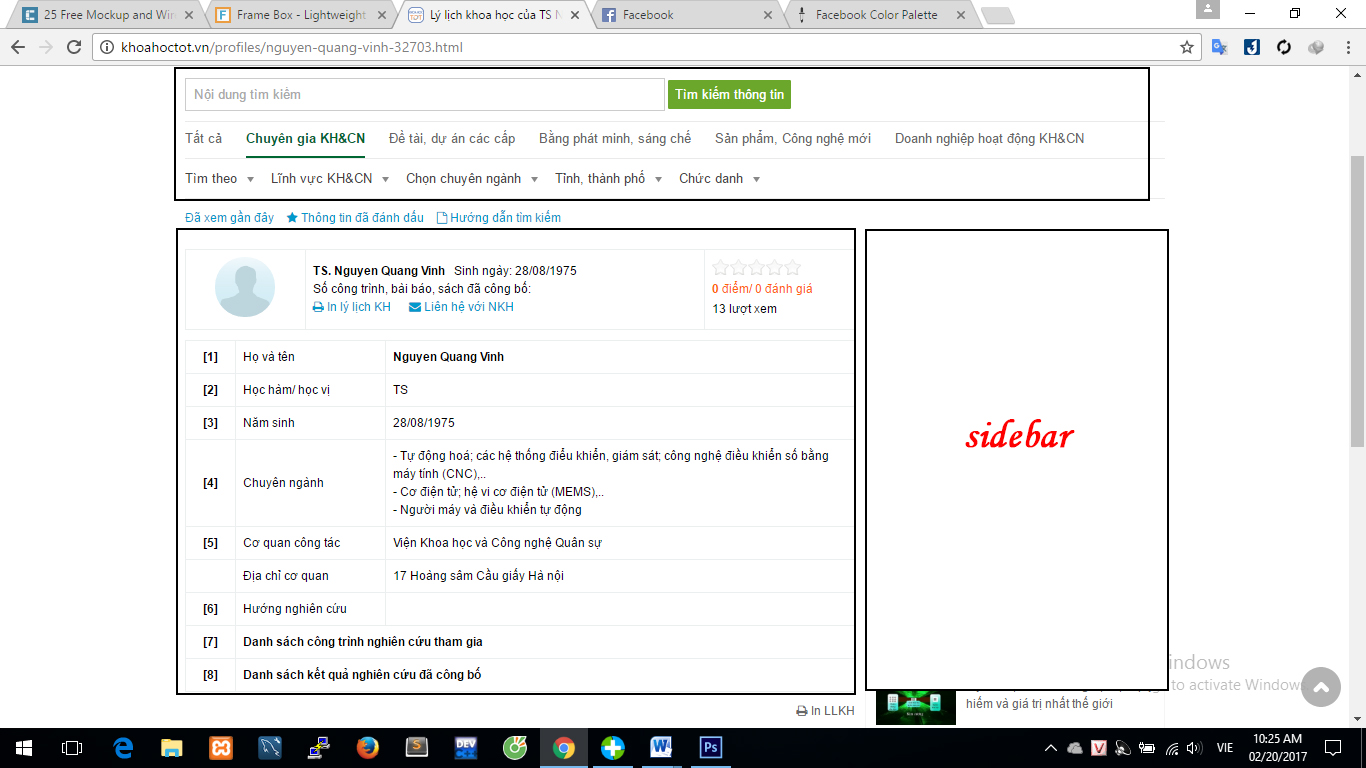 25 Free Mockup and Wir
Frame Box - Lightweight
Lý lịch khoa học của TS N
Facebook
Facebook Color Palette
khoahoctot.vn/profiles/nguyen-quang-vinh-32703.html
Nội dung tìm kiếm
Tìm kiếm thông tin
Tất cả Chuyên gia KH&CN Đề tài, dự án các cấp Bằng phát minh, sáng chế Sản phẩm, Công nghệ mới Doanh nghiệp hoạt động KH&CN
Tìm theo Lĩnh vực KH&CN Chọn chuyên ngành Tỉnh, thành phố Chức danh
Đã xem gần đây Thông tin đã đánh dấu Hướng dẫn tìm kiếm
TS. Nguyen Quang Vinh Sinh ngày: 28/08/1975
Số công trình, bài báo, sách đã công bố:
In lý lịch KH Liên hệ với NKH
0 điểm/ 0 đánh giá
13 lượt xem
[1] Họ và tên Nguyen Quang Vinh
[2] Học hàm/ học vị TS
[3] Năm sinh 28/08/1975
[4] Chuyên ngành
- Tự động hoá; các hệ thống điểu khiển, giám sát; công nghệ điều khiển số bằng
máy tính (CNC),..
- Cơ điện tử; hệ vi cơ điện tử (MEMS),..
- Người máy và điều khiển tự động
[5] Cơ quan công tác Viện Khoa học và Công nghệ Quân sự
Địa chỉ cơ quan 17 Hoàng sâm Cầu giấy Hà nội
[6] Hướng nghiên cứu
[7] Danh sách công trình nghiên cứu tham gia
[8] Danh sách kết quả nghiên cứu đã công bố
In LLKH
sidebar
indows
to activate Windows
hiếm và giá trị nhất thế giới
VIE
10:25 AM
02/20/2017